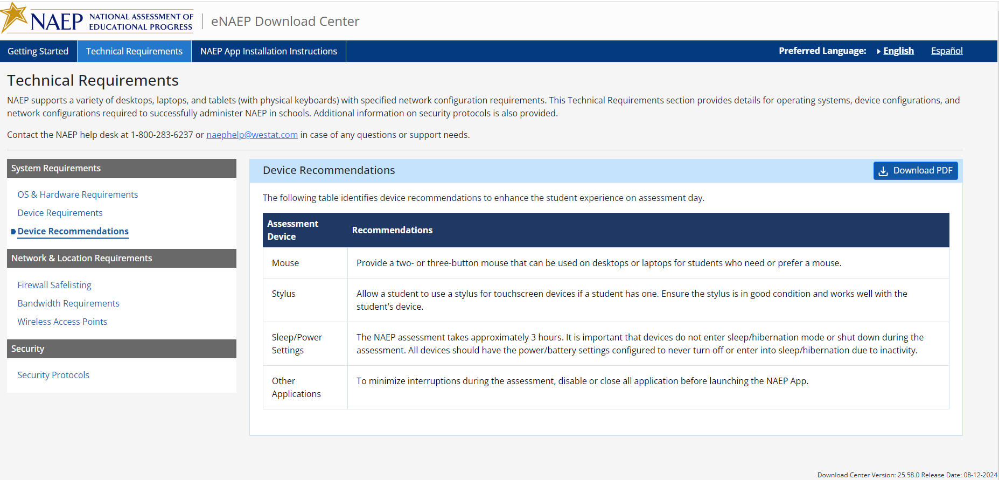 NAEP NATIONAL ASSESSMENT OF
EDUCATIONAL PROGRESS
eNAEP Download Center
Getting Started
Technical Requirements
NAEP App Installation Instructions
Preferred Language:
English
Español
Technical Requirements
NAEP supports a variety of desktops, laptops, and tablets (with physical keyboards) with specified network configuration requirements. This Technical Requirements section provides details for operating systems, device configurations, and
network configurations required to successfully administer NAEP in schools. Additional information on security protocols is also provided.
Contact the NAEP help desk at 1-800-283-6237 or naephelp@westat.com in case of any questions or support needs.
System Requirements
OS & Hardware Requirements
Device Requirements
Device Recommendations
Network & Location Requirements
Firewall Safelisting
Bandwidth Requirements
Wireless Access Points
Security
Security Protocols
Device Recommendations
Download PDF
The following table identifies device recommendations to enhance the student experience on assessment day.
Assessment
Device
Recommendations
Mouse
Provide a two- or three-button mouse that can be used on desktops or laptops for students who need or prefer a mouse.
Stylus
Allow a student to use a stylus for touchscreen devices if a student has one. Ensure the stylus is in good condition and works well with the
student's device.
Sleep/Power
Settings
The NAEP assessment takes approximately 3 hours. It is important that devices do not enter sleep/hibernation mode or shut down during the
assessment. All devices should have the power/battery settings configured to never turn off or enter into sleep/hibernation due to inactivity.
Other
Applications
To minimize interruptions during the assessment, disable or close all application before launching the NAEP App.
Download Center Version: 25.58.0 Release Date: 08-12-2024